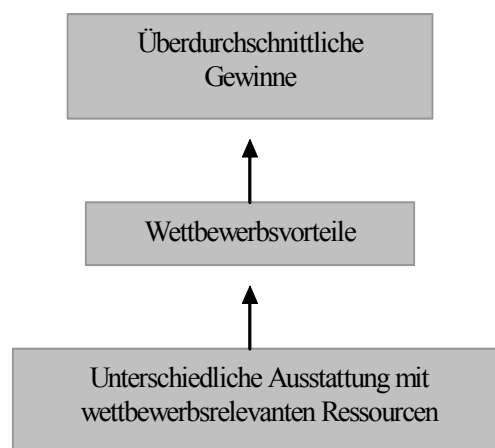 Überdurchschnittliche
Gewinne
Wettbewerbsvorteile
Unterschiedliche Ausstattung mit
wettbewerbsrelevanten Ressourcen